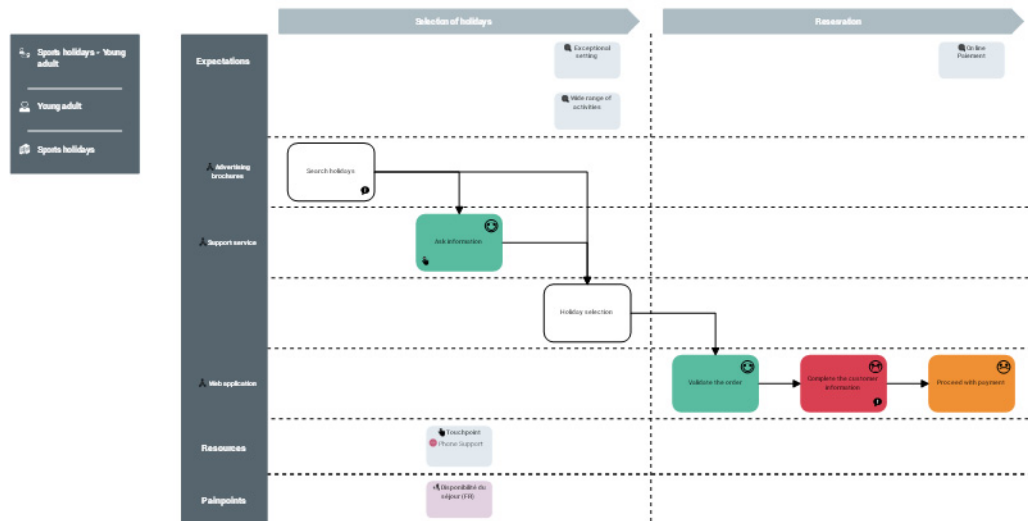 Selection of holidays
Reservation
Sports holidays - Young
adult
Young adult
Sports holidays
Expectations
Exceptional
setting
On line
Paiement
Wide range of
activities
Advertising
brochures
Search holidays
Support service
Ask information
Holiday selection
Web application
Validate the order
Complete the customer
information
Proceed with payment
Resources
Touchpoint
Phone Support
Painpoints
Disponibilité du
séjour (FR)